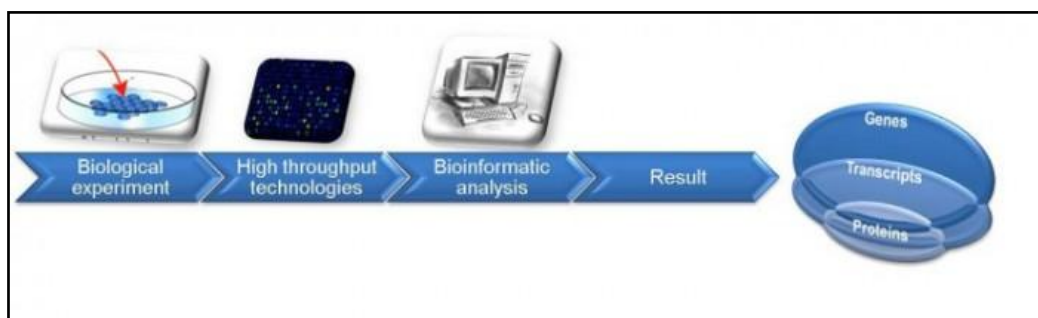 Biological
experiment
High throughput
technologies
Bioinformatic
analysis
Result
Genes
Transcripts
Proteins